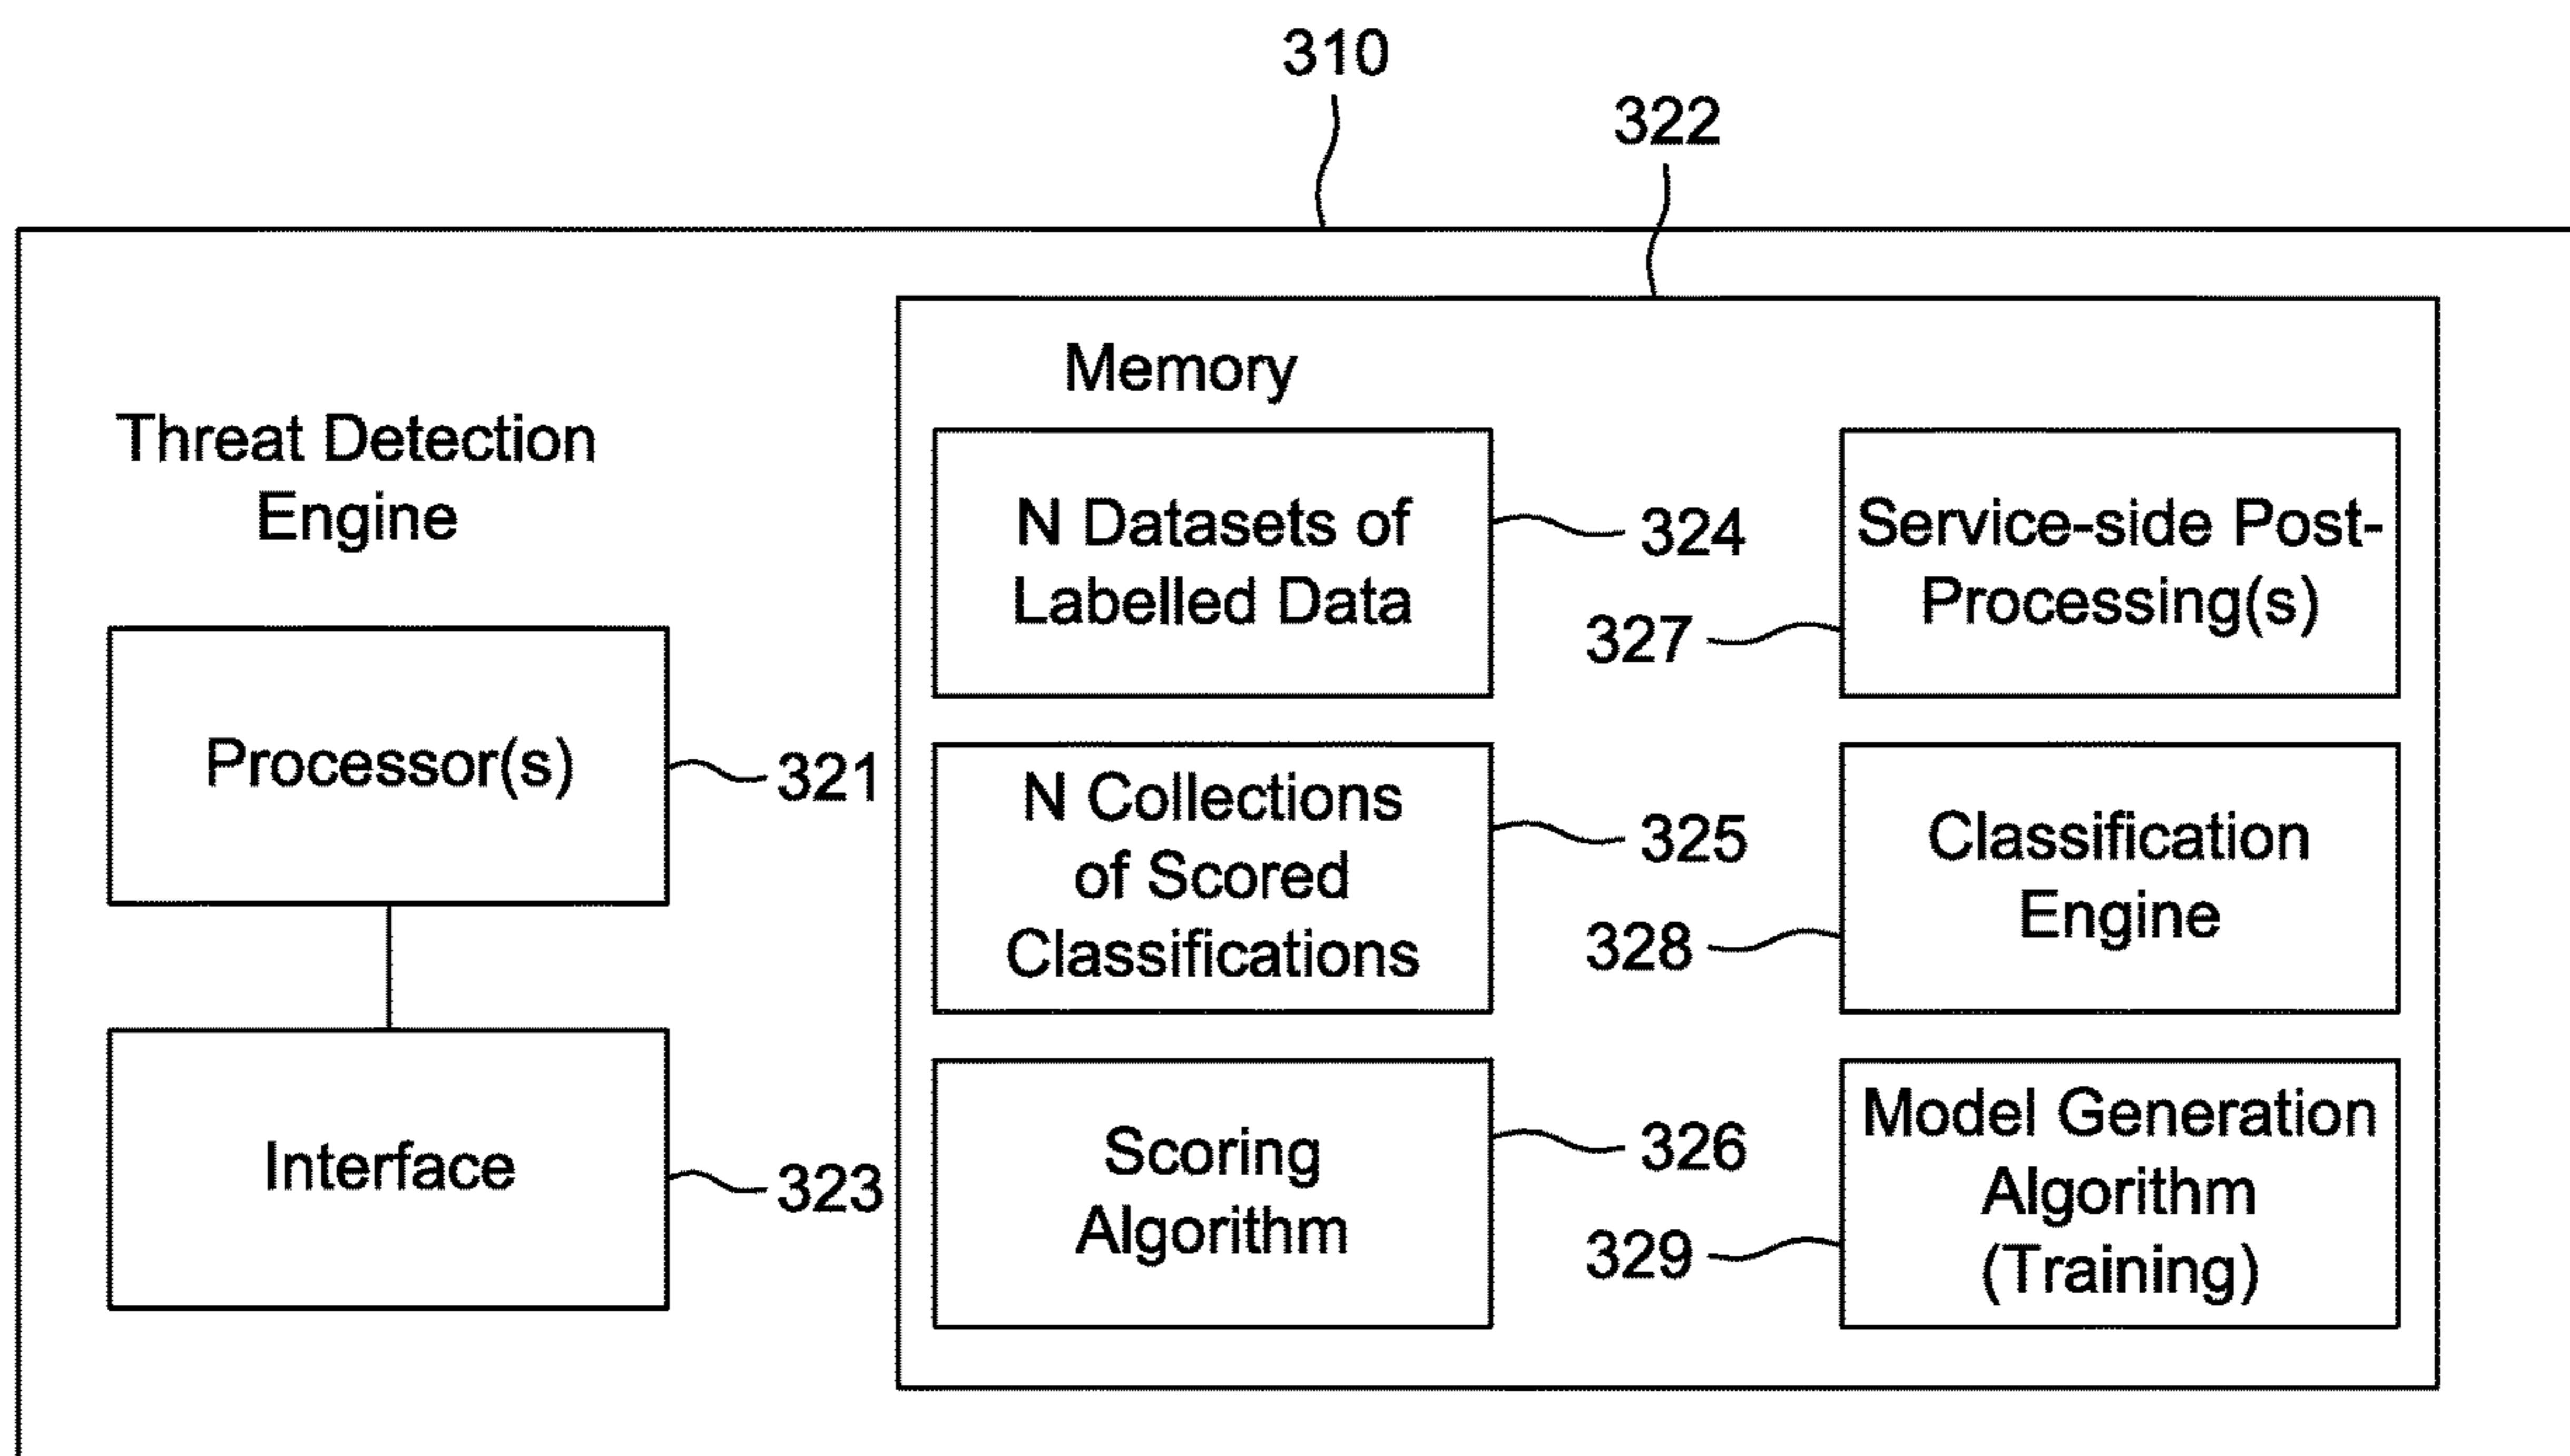 310
322
Threat Detection
Engine
Processor(s)
321
Interface
323
Memory
N Datasets of
Labelled Data
324
N Collections
of Scored
Classifications
325
Scoring
Algorithm
326
Service-side Post-
Processing(s)
327
Classification
Engine
328
Model Generation
Algorithm
(Training)
329